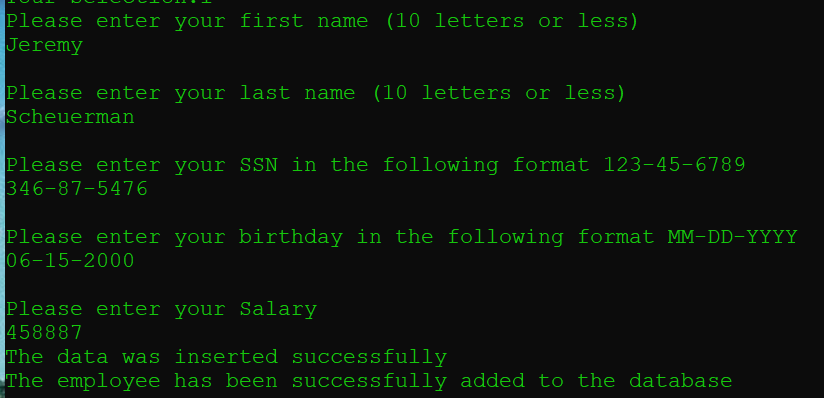 Your Selection:1
Please enter your first name (10 letters or less)
Jeremy
Please enter your last name (10 letters or less)
Scheuerman
Please enter your SSN in the following format 123-45-6789
346-87-5476
Please enter your birthday in the following format MM-DD-YYYY
06-15-2000
Please enter your Salary
458887
The data was inserted successfully
The employee has been successfully added to the database